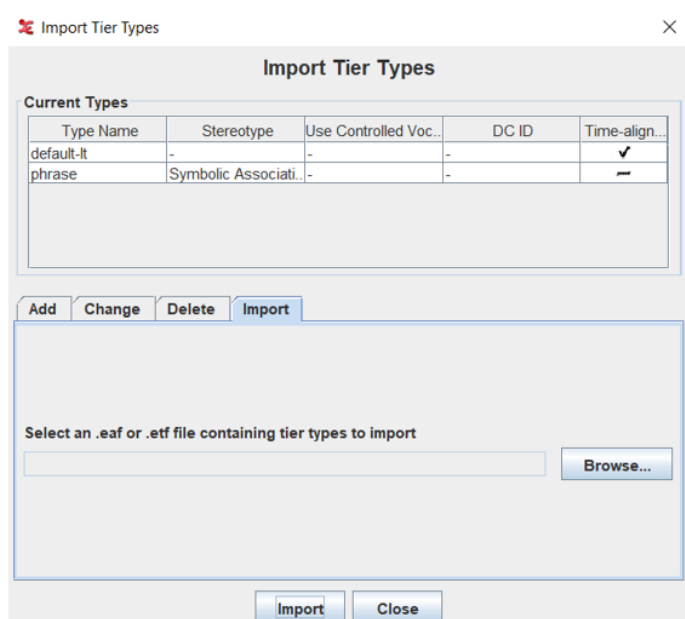 Import Tier Types
Import Tier Types
Current Types
Type Name Stereotype Use Controlled Voc.. DC ID Time-align...
default-lt - - -
phrase Symbolic Associati.. - -
Add Change Delete Import
Select an .eaf or .etf file containing tier types to import
Browse...
Import Close